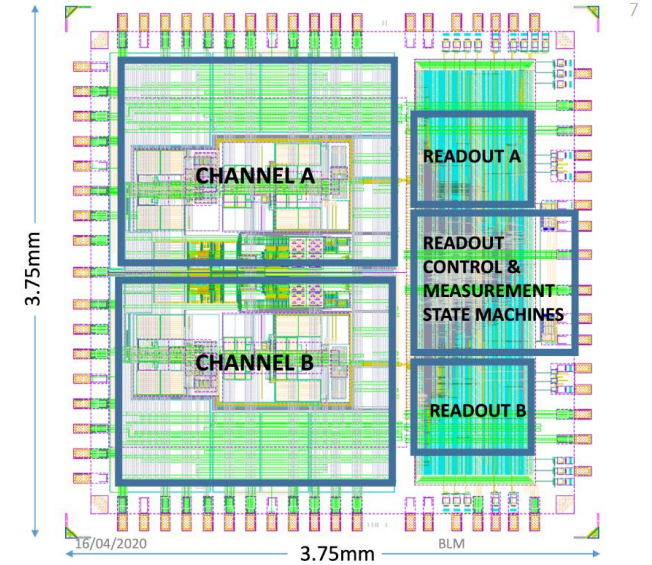 7
CHANNEL A
READOUT A
READOUT
CONTROL &
MEASUREMENT
STATE MACHINES
3.75mm
CHANNEL B
READOUT B
16/04/2020
BLM
3.75mm